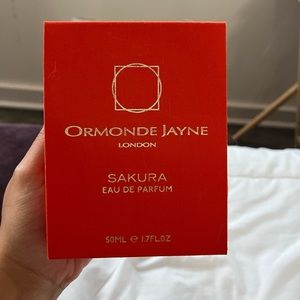 ORMONDE JAYNE
LONDON
SAKURA
EAU DE PARFUM
50ML ℮ 1.7FL.OZ